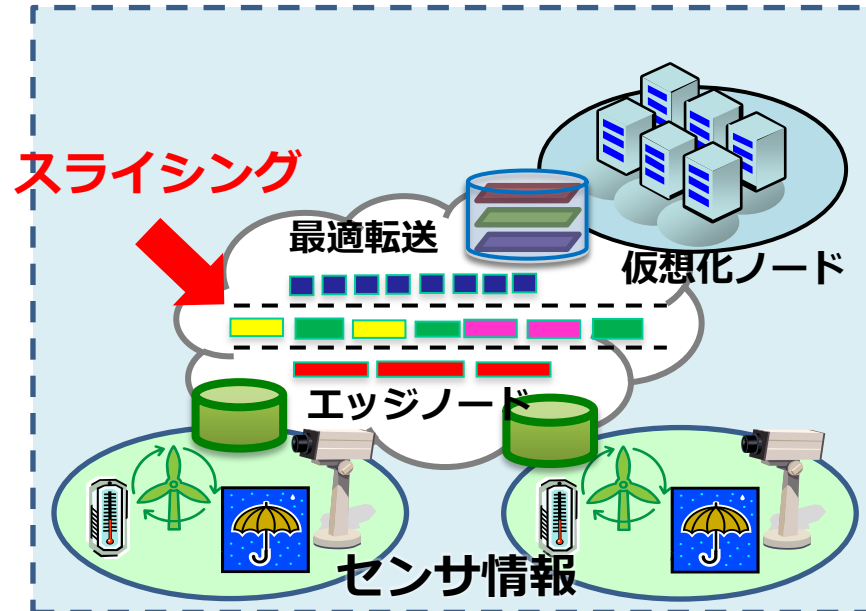 スライシング
最適転送
仮想化ノード
エッジノード
センサ情報